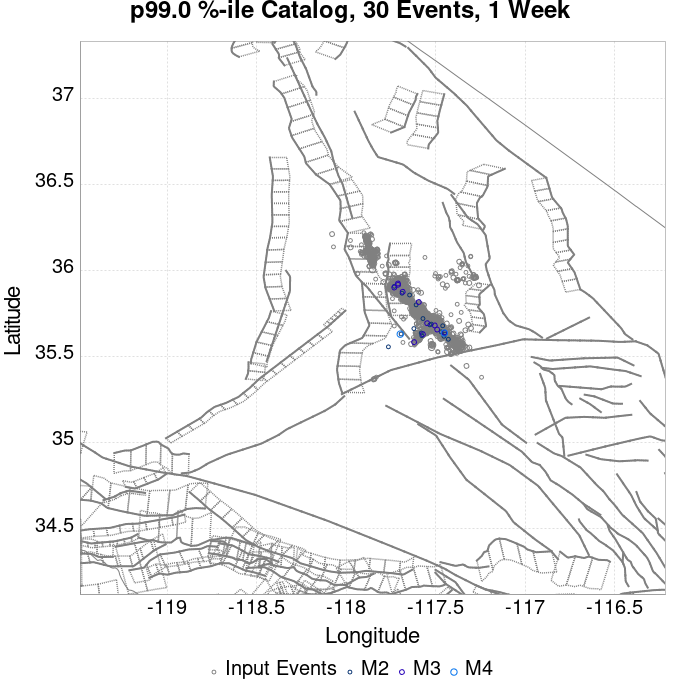 p99.0 %-ile Catalog, 30 Events, 1 Week
37
36.5
36
35.5
35
34.5
Latitude
-119 -118.5 -118 -117.5 -117 -116.5
Longitude
Input Events M2 M3 M4